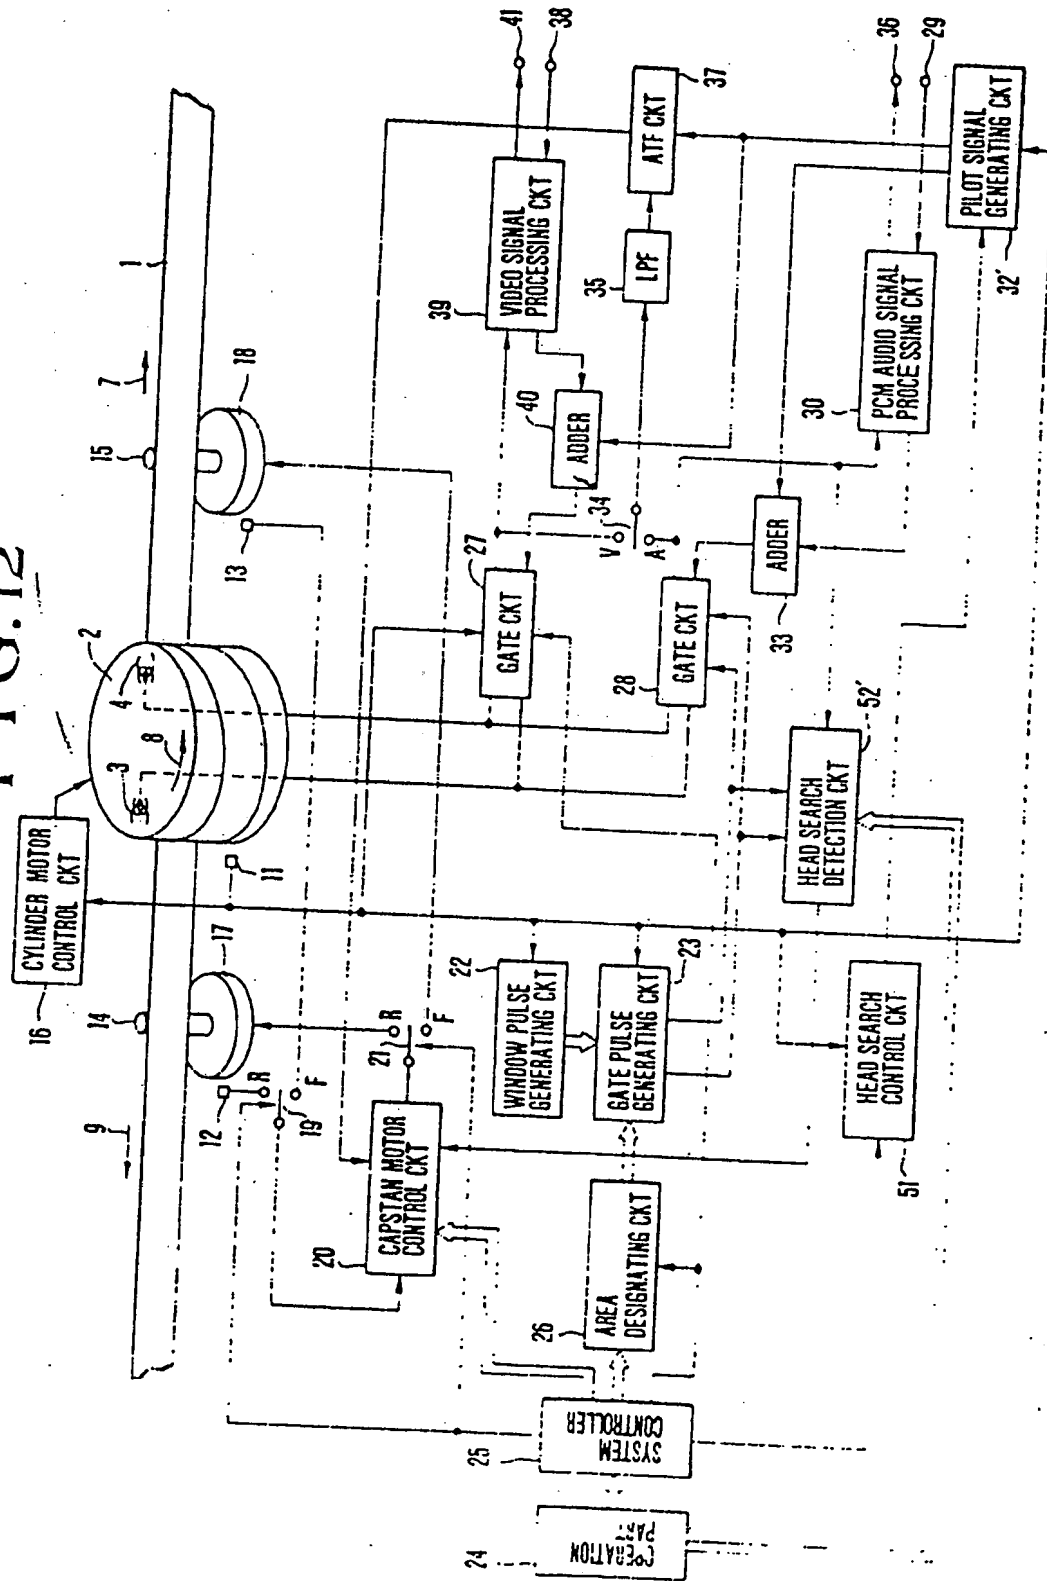 FIG.12
16
CYLINDER MOTOR
CONTROL CKT
2
3
4
8
1
7
9
14
17
11
12
R
F
19
13
15
18
20
CAPSTAN MOTOR
CONTROL CKT
21
R
F
22
WINDOW PULSE
GENERATING CKT
GATE PULSE
GENERATING CKT
23
24
OPERATION
PART
25
SYSTEM
CONTROLLER
26
AREA
DESIGNATING CKT
27
GATE CKT
28
GATE CKT
V
34
A
40
ADDER
39
VIDEO SIGNAL
PROCESSING CKT
41
38
35
LPF
ATF CKT
37
33
ADDER
30
PCM AUDIO SIGNAL
PROCESSING CKT
36
29
PILOT SIGNAL
GENERATING CKT
32'
HEAD SEARCH
DETECTION CKT
52'
HEAD SEARCH
CONTROL CKT
51